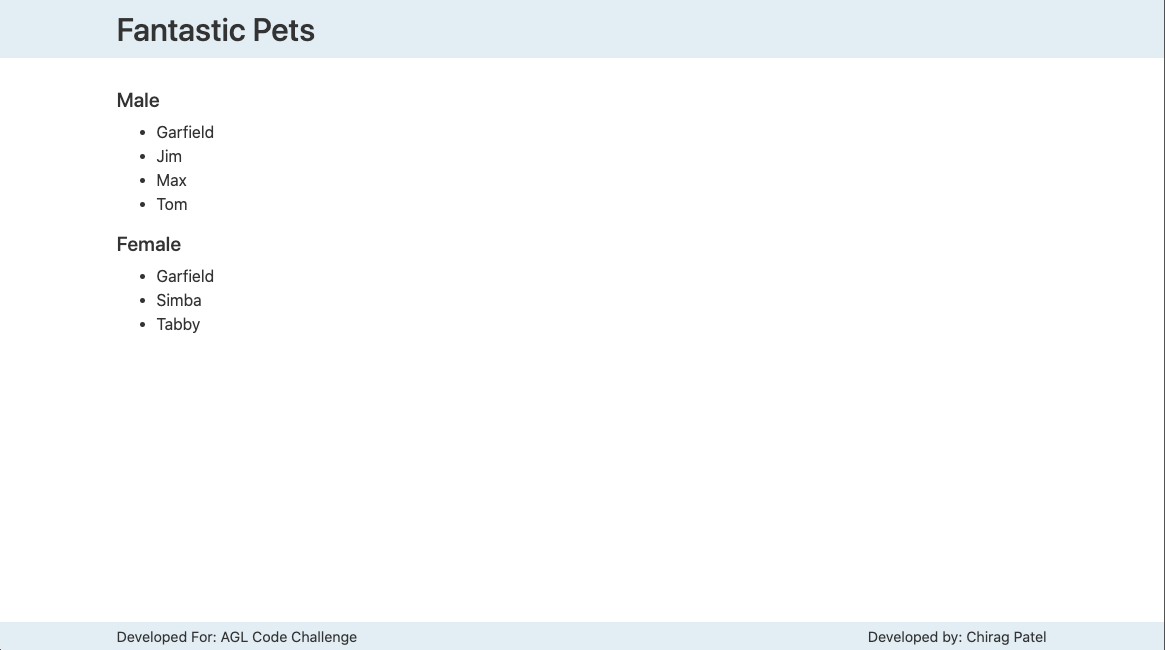 Fantastic Pets
Male
Garfield
Jim
Max
Tom
Female
Garfield
Simba
Tabby
Developed For: AGL Code Challenge
Developed by: Chirag Patel